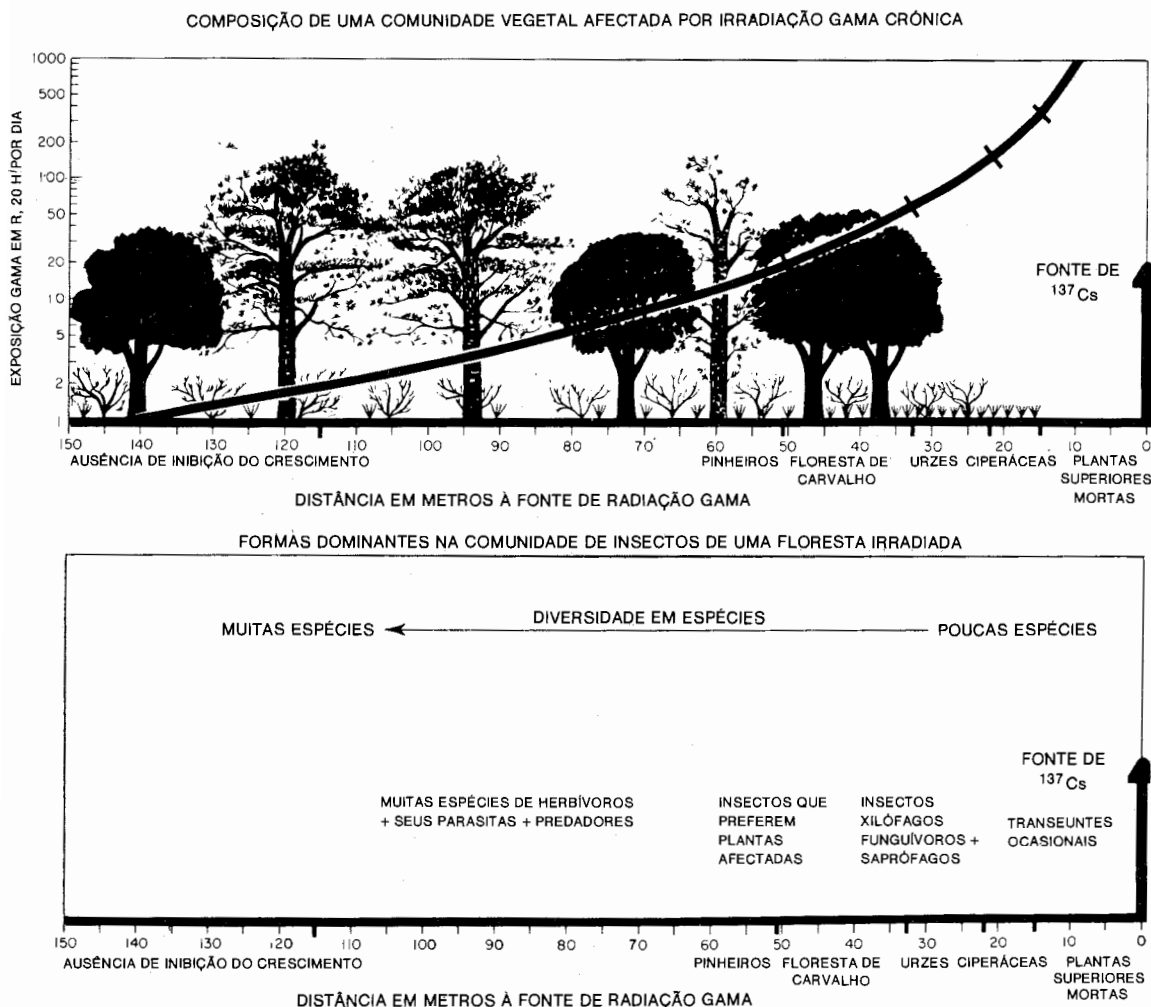 COMPOSIÇÃO DE UMA COMUNIDADE VEGETAL AFECTADA POR IRRADIAÇÃO GAMA CRÓNICA
EXPOSIÇÃO GAMA EM R, 20 H/POR DIA
1000
500
200
100
50
20
10
5
2
1
FONTE DE
137Cs
150 140 130 120 110 100 90 80 70 60 50 40 30 20 10 0
AUSÉNCIA DE INIBIÇÃO DO CRESCIMENTO PINHEIROS FLORESTA DE URZES CIPERÁCEAS PLANTAS
CARVALHO SUPERIORES
MORTAS
DISTÂNCIA EM METROS À FONTE DE RADIAÇÃO GAMA
FORMAS DOMINANTES NA COMUNIDADE DE INSECTOS DE UMA FLORESTA IRRADIADA
DIVERSIDADE EM ESPÉCIES
MUITAS ESPÉCIES POUCAS ESPÉCIES
FONTE DE
137Cs
MUITAS ESPÉCIES DE HERBÍVOROS INSECTOS QUE INSECTOS
+ SEUS PARASITAS + PREDADORES PREFEREM XILÓFAGOS TRANSEUNTES
PLANTAS FUNGUÍVOROS + OCASIONAIS
AFECTADAS SAPRÓFAGOS
150 140 130 120 110 100 90 80 70 60 50 40 30 20 10 0
AUSÉNCIA DE INIBIÇÃO DO CRESCIMENTO PINHEIROS FLORESTA DE URZES CIPERÁCEAS PLANTAS
CARVALHO SUPERIORES
MORTAS
DISTÂNCIA EM METROS À FONTE DE RADIAÇÃO GAMA